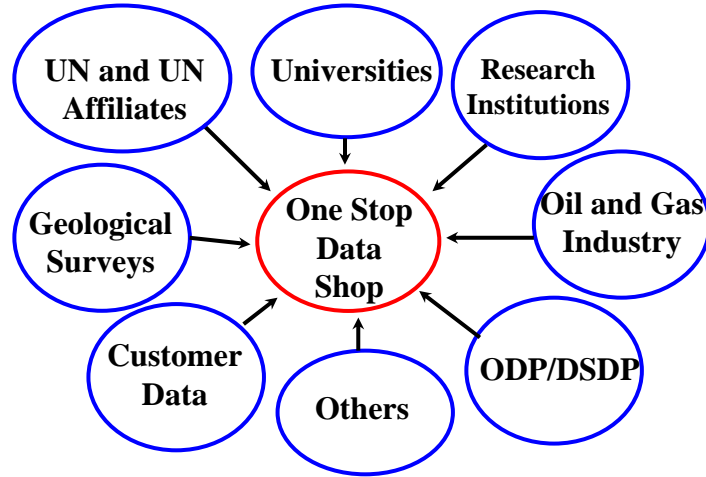 UN and UN
Affiliates
Universities
Research
Institutions
Geological
Surveys
One Stop
Data
Shop
Oil and Gas
Industry
Customer
Data
Others
ODP/DSDP